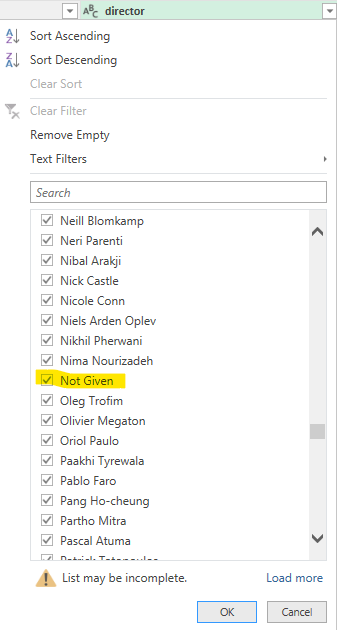 ABC director
Sort Ascending
Sort Descending
Clear Sort
Clear Filter
Remove Empty
Text Filters
Search
Neill Blomkamp
Neri Parenti
Nibal Arakji
Nick Castle
Nicole Conn
Niels Arden Oplev
Nikhil Pherwani
Nima Nourizadeh
Not Given
Oleg Trofim
Olivier Megaton
Oriol Paulo
Paakhi Tyrewala
Pablo Faro
Pang Ho-cheung
Partho Mitra
Pascal Atuma
List may be incomplete. Load more
OK Cancel